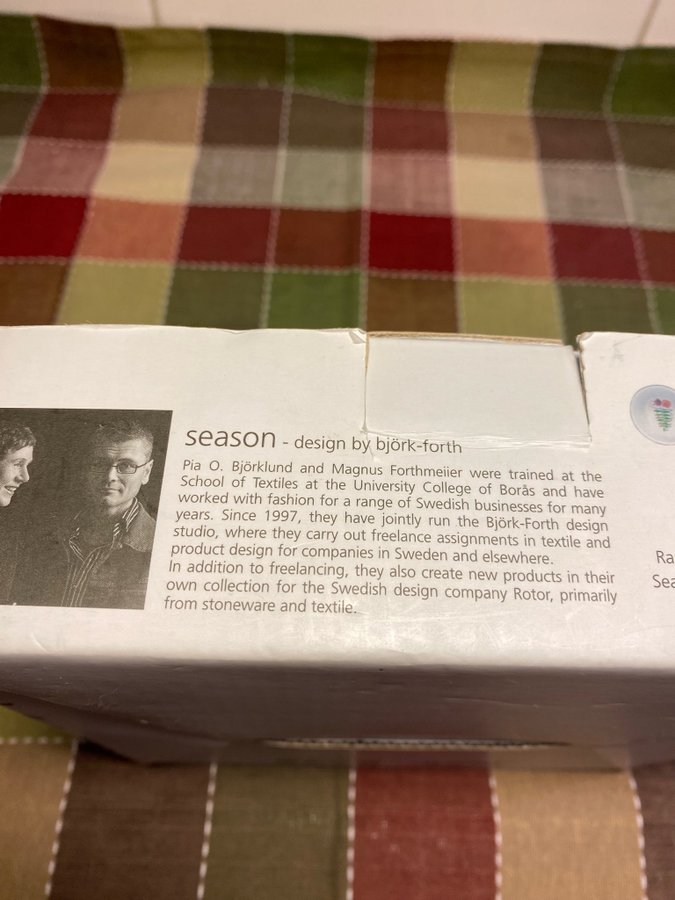 season - design by björk-forth
Pia O. Björklund and Magnus Forthmeiier were trained at the
School of Textiles at the University College of Borås and have
worked with fashion for a range of Swedish businesses for many
years. Since 1997, they have jointly run the Björk-Forth design
studio, where they carry out freelance assignments in textile and
product design for companies in Sweden and elsewhere.
In addition to freelancing, they also create new products in their
own collection for the Swedish design company Rotor, primarily
from stoneware and textile.
Ra
Sea